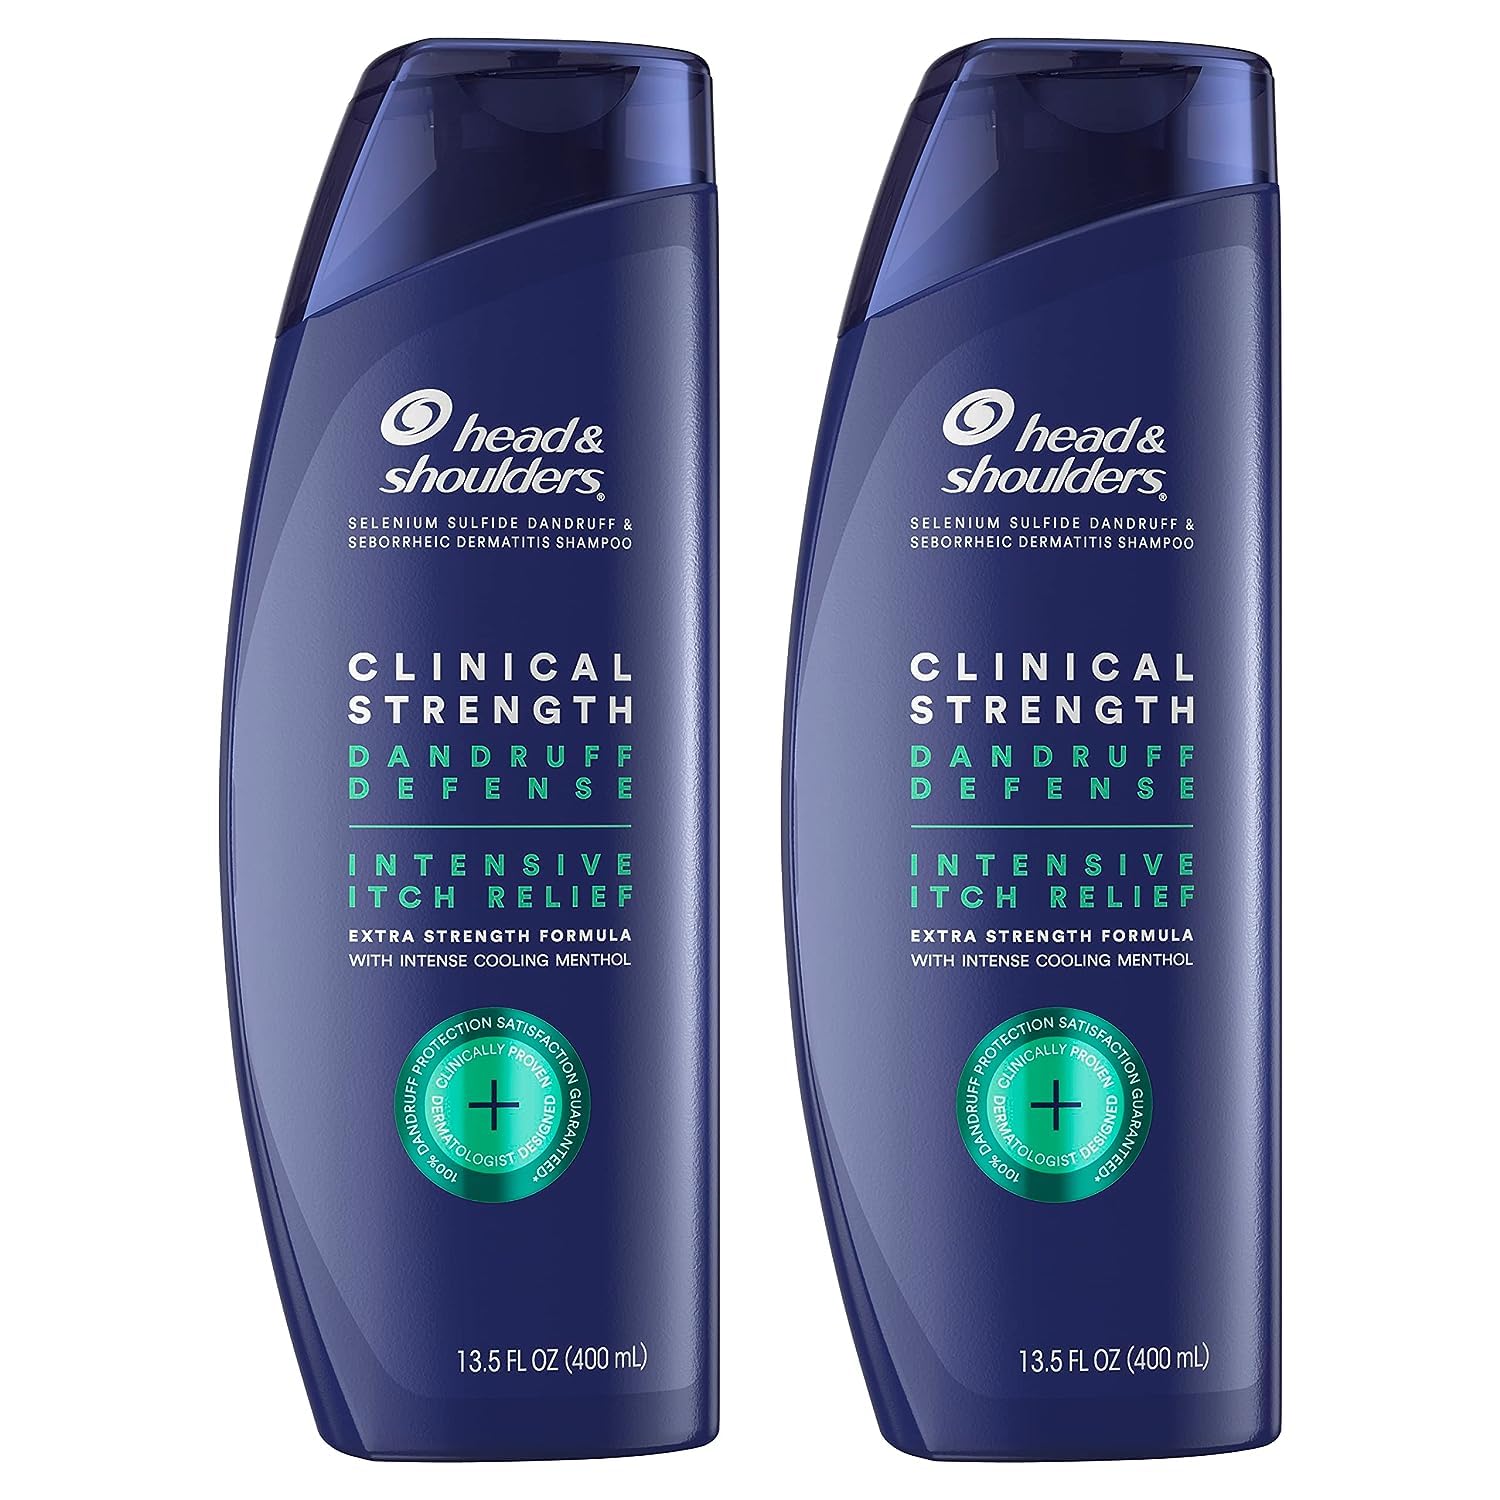 head &
shoulders®
SELENIUM SULFIDE DANDRUFF &
SEBORRHEIC DERMATITIS SHAMPOO
CLINICAL
STRENGTH
DANDRUFF
DEFENSE
INTENSIVE
ITCH RELIEF
EXTRA STRENGTH FORMULA
WITH INTENSE COOLING MENTHOL
100% DANDRUFF PROTECTION SATISFACTION GUARANTEED*
CLINICALLY PROVEN
DERMATOLOGIST DESIGNED
13.5 FL OZ (400 mL)
head &
shoulders®
SELENIUM SULFIDE DANDRUFF &
SEBORRHEIC DERMATITIS SHAMPOO
CLINICAL
STRENGTH
DANDRUFF
DEFENSE
INTENSIVE
ITCH RELIEF
EXTRA STRENGTH FORMULA
WITH INTENSE COOLING MENTHOL
100% DANDRUFF PROTECTION SATISFACTION GUARANTEED*
CLINICALLY PROVEN
DERMATOLOGIST DESIGNED
13.5 FL OZ (400 mL)